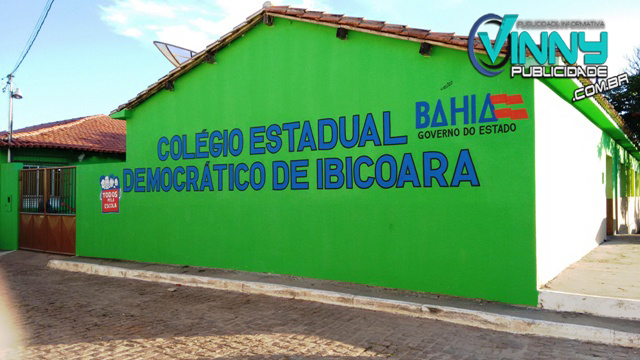 PUBLICIDADE INFORMATIVA
VINNY
PUBLICIDADE
.COM.BR
COLÉGIO ESTADUAL
DEMOCRÁTICO DE IBICOARA
BAHIA
GOVERNO DO ESTADO
TODOS
PELA
ESCOLA